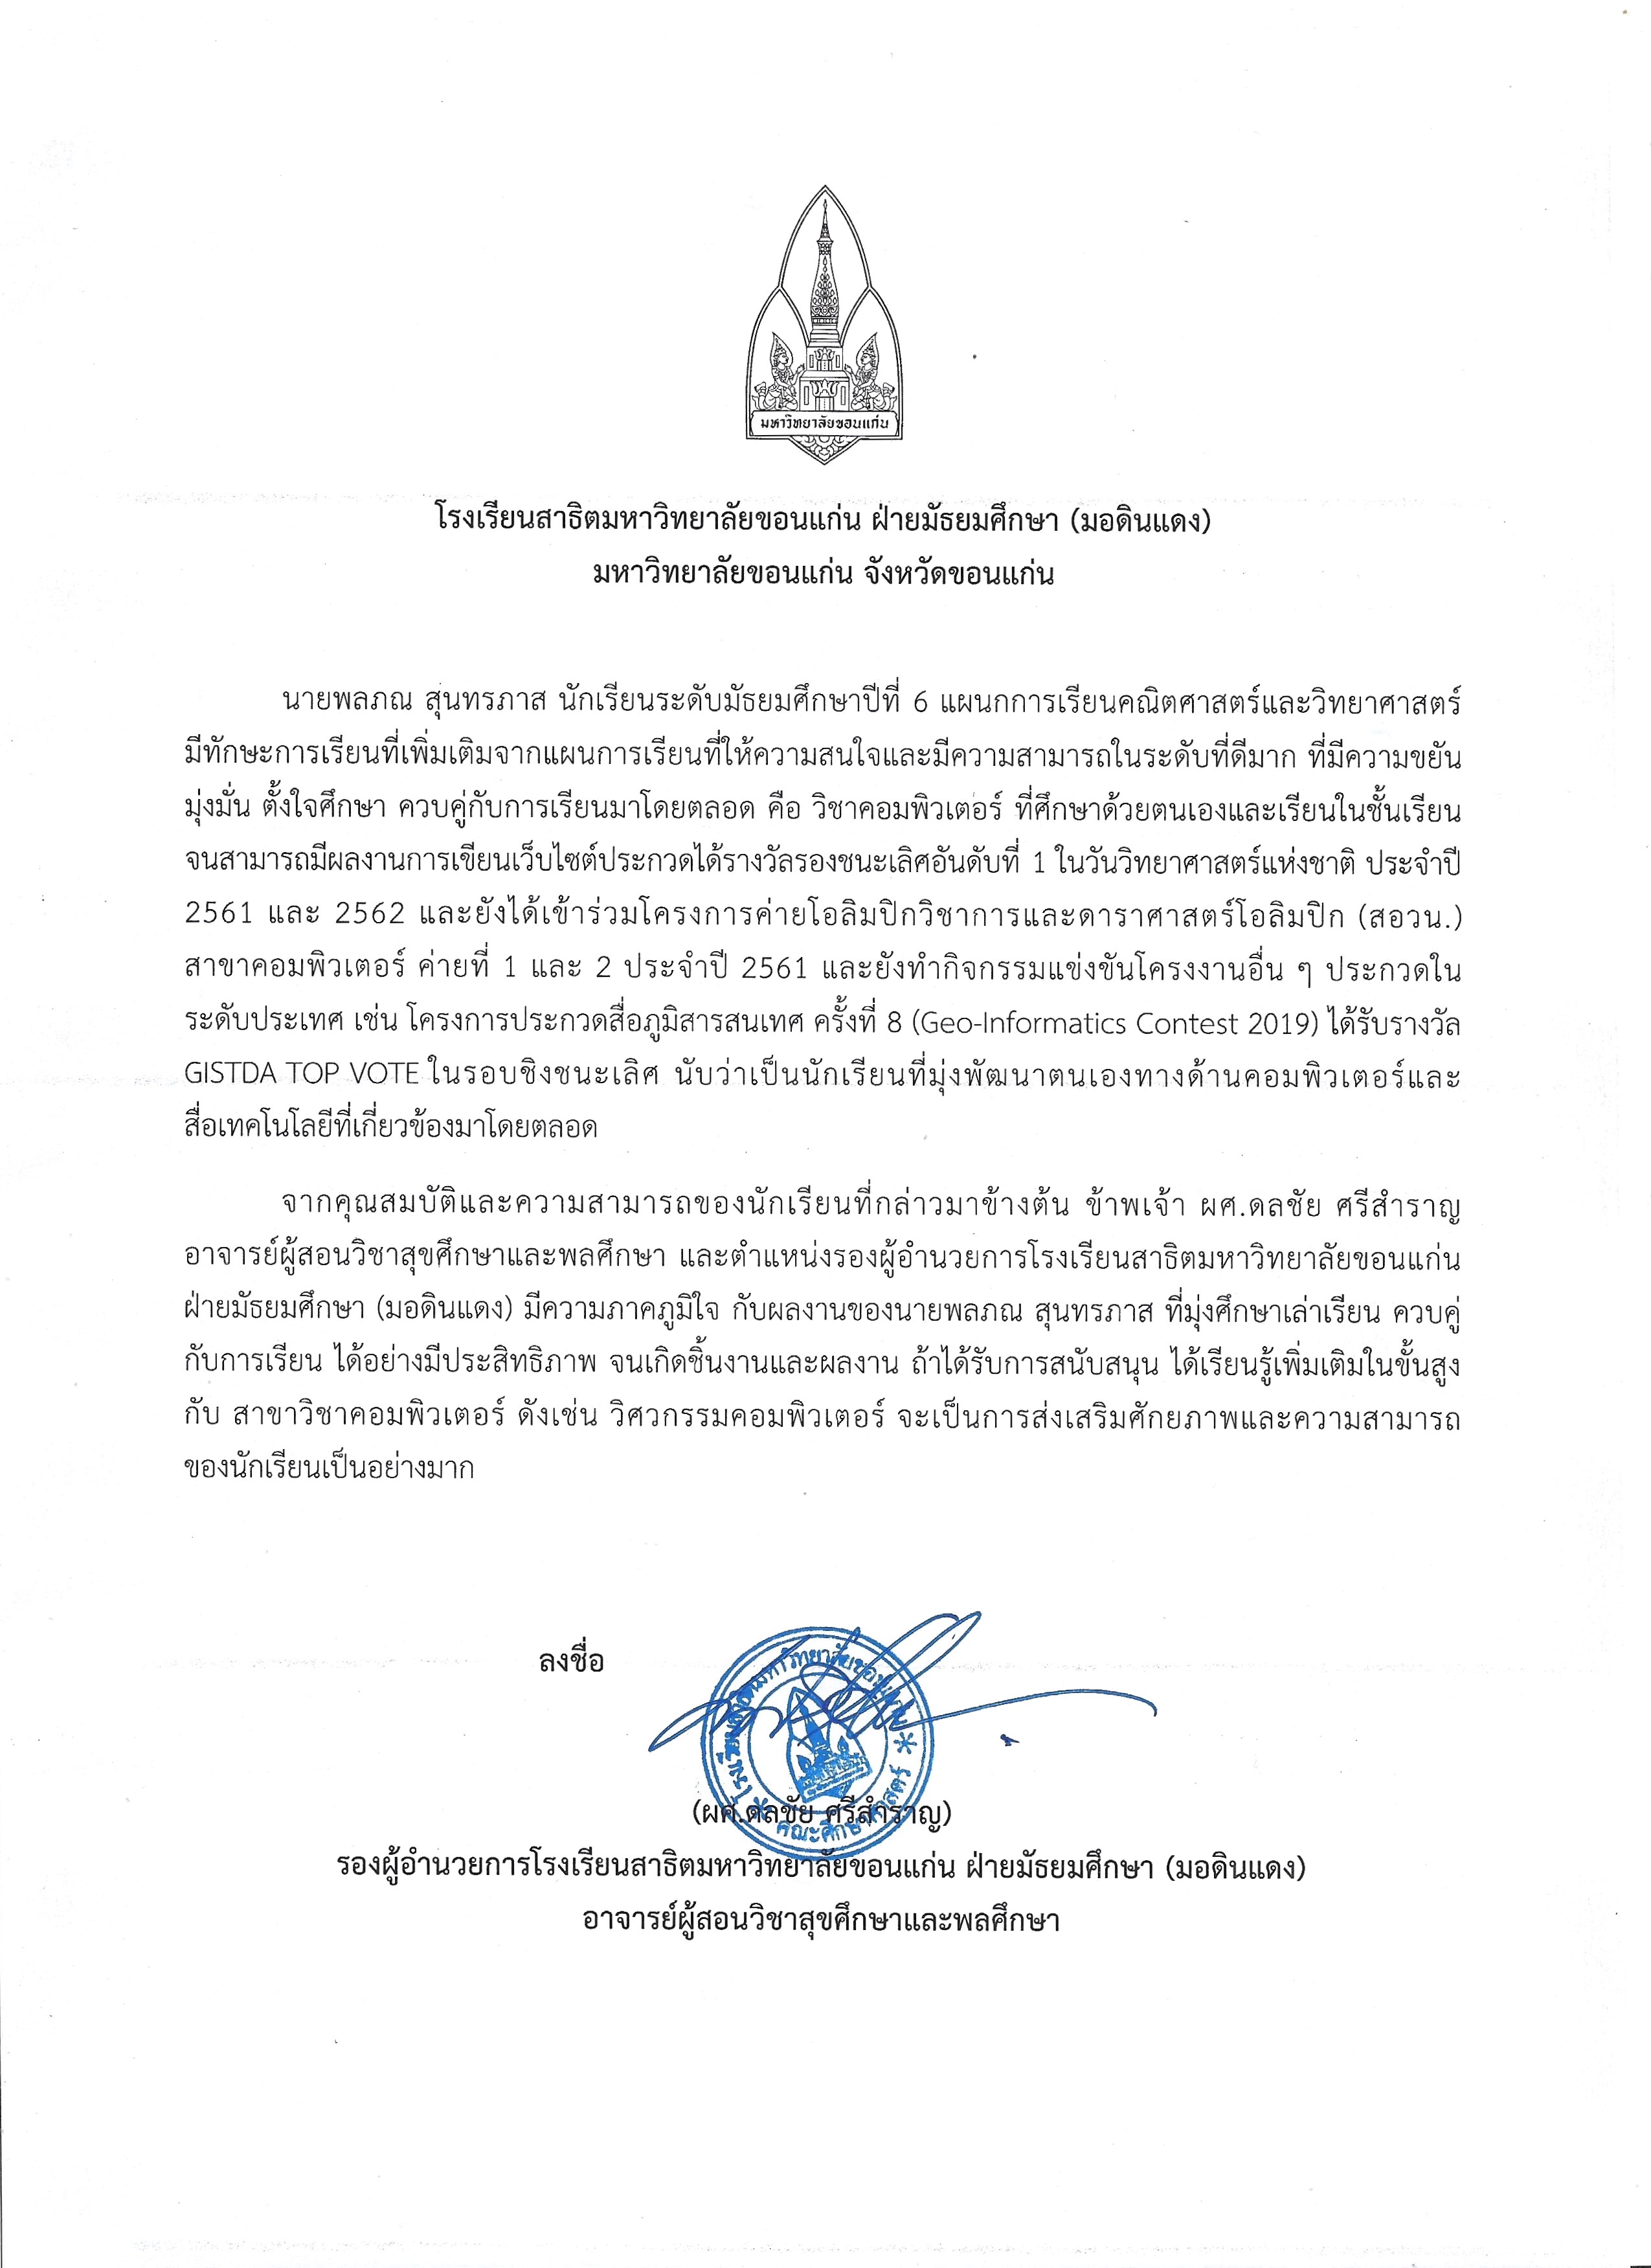 มหาวิทยาลัยขอนแก่น
โรงเรียนสาธิตมหาวิทยาลัยขอนแก่น ฝ่ายมัธยมศึกษา (มอดินแดง)
มหาวิทยาลัยขอนแก่น จังหวัดขอนแก่น
นายพลภณ สุนทรภาส นักเรียนระดับมัธยมศึกษาปีที่ 6 แผนกการเรียนคณิตศาสตร์และวิทยาศาสตร์
มีทักษะการเรียนที่เพิ่มเติมจากแผนการเรียนที่ให้ความสนใจและมีความสามารถในระดับที่ดีมาก ที่มีความขยัน
มุ่งมั่น ตั้งใจศึกษา ควบคู่กับการเรียนมาโดยตลอด คือ วิชาคอมพิวเตอร์ ที่ศึกษาด้วยตนเองและเรียนในชั้นเรียน
จนสามารถมีผลงานการเขียนเว็บไซต์ประกวดได้รางวัลรองชนะเลิศอันดับที่ 1 ในวันวิทยาศาสตร์แห่งชาติ ประจำปี
2561 และ 2562 และยังได้เข้าร่วมโครงการค่ายโอลิมปิกวิชาการและดาราศาสตร์โอลิมปิก (สอวน.)
สาขาคอมพิวเตอร์ ค่ายที่ 1 และ 2 ประจำปี 2561 และยังทำกิจกรรมแข่งขันโครงงานอื่น ๆ ประกวดใน
ระดับประเทศ เช่น โครงการประกวดสื่อภูมิสารสนเทศ ครั้งที่ 8 (Geo-Informatics Contest 2019) ได้รับรางวัล
GISTDA TOP VOTE ในรอบชิงชนะเลิศ นับว่าเป็นนักเรียนที่มุ่งพัฒนาตนเองทางด้านคอมพิวเตอร์และ
สื่อเทคโนโลยีที่เกี่ยวข้องมาโดยตลอด
จากคุณสมบัติและความสามารถของนักเรียนที่กล่าวมาข้างต้น ข้าพเจ้า ผศ.ดลชัย ศรีสำราญ
อาจารย์ผู้สอนวิชาสุขศึกษาและพลศึกษา และตำแหน่งรองผู้อำนวยการโรงเรียนสาธิตมหาวิทยาลัยขอนแก่น
ฝ่ายมัธยมศึกษา (มอดินแดง) มีความภาคภูมิใจ กับผลงานของนายพลภณ สุนทรภาส ที่มุ่งศึกษาเล่าเรียน ควบคู่
กับการเรียน ได้อย่างมีประสิทธิภาพ จนเกิดชิ้นงานและผลงาน ถ้าได้รับการสนับสนุน ได้เรียนรู้เพิ่มเติมในขั้นสูง
กับ สาขาวิชาคอมพิวเตอร์ ดังเช่น วิศวกรรมคอมพิวเตอร์ จะเป็นการส่งเสริมศักยภาพและความสามารถ
ของนักเรียนเป็นอย่างมาก
ลงชื่อ
โรงเรียนสาธิตมหาวิทยาลัยขอนแก่น
คณะศึกษาศาสตร์
(ผศ.ดลชัย ศรีสำราญ)
รองผู้อำนวยการโรงเรียนสาธิตมหาวิทยาลัยขอนแก่น ฝ่ายมัธยมศึกษา (มอดินแดง)
อาจารย์ผู้สอนวิชาสุขศึกษาและพลศึกษา